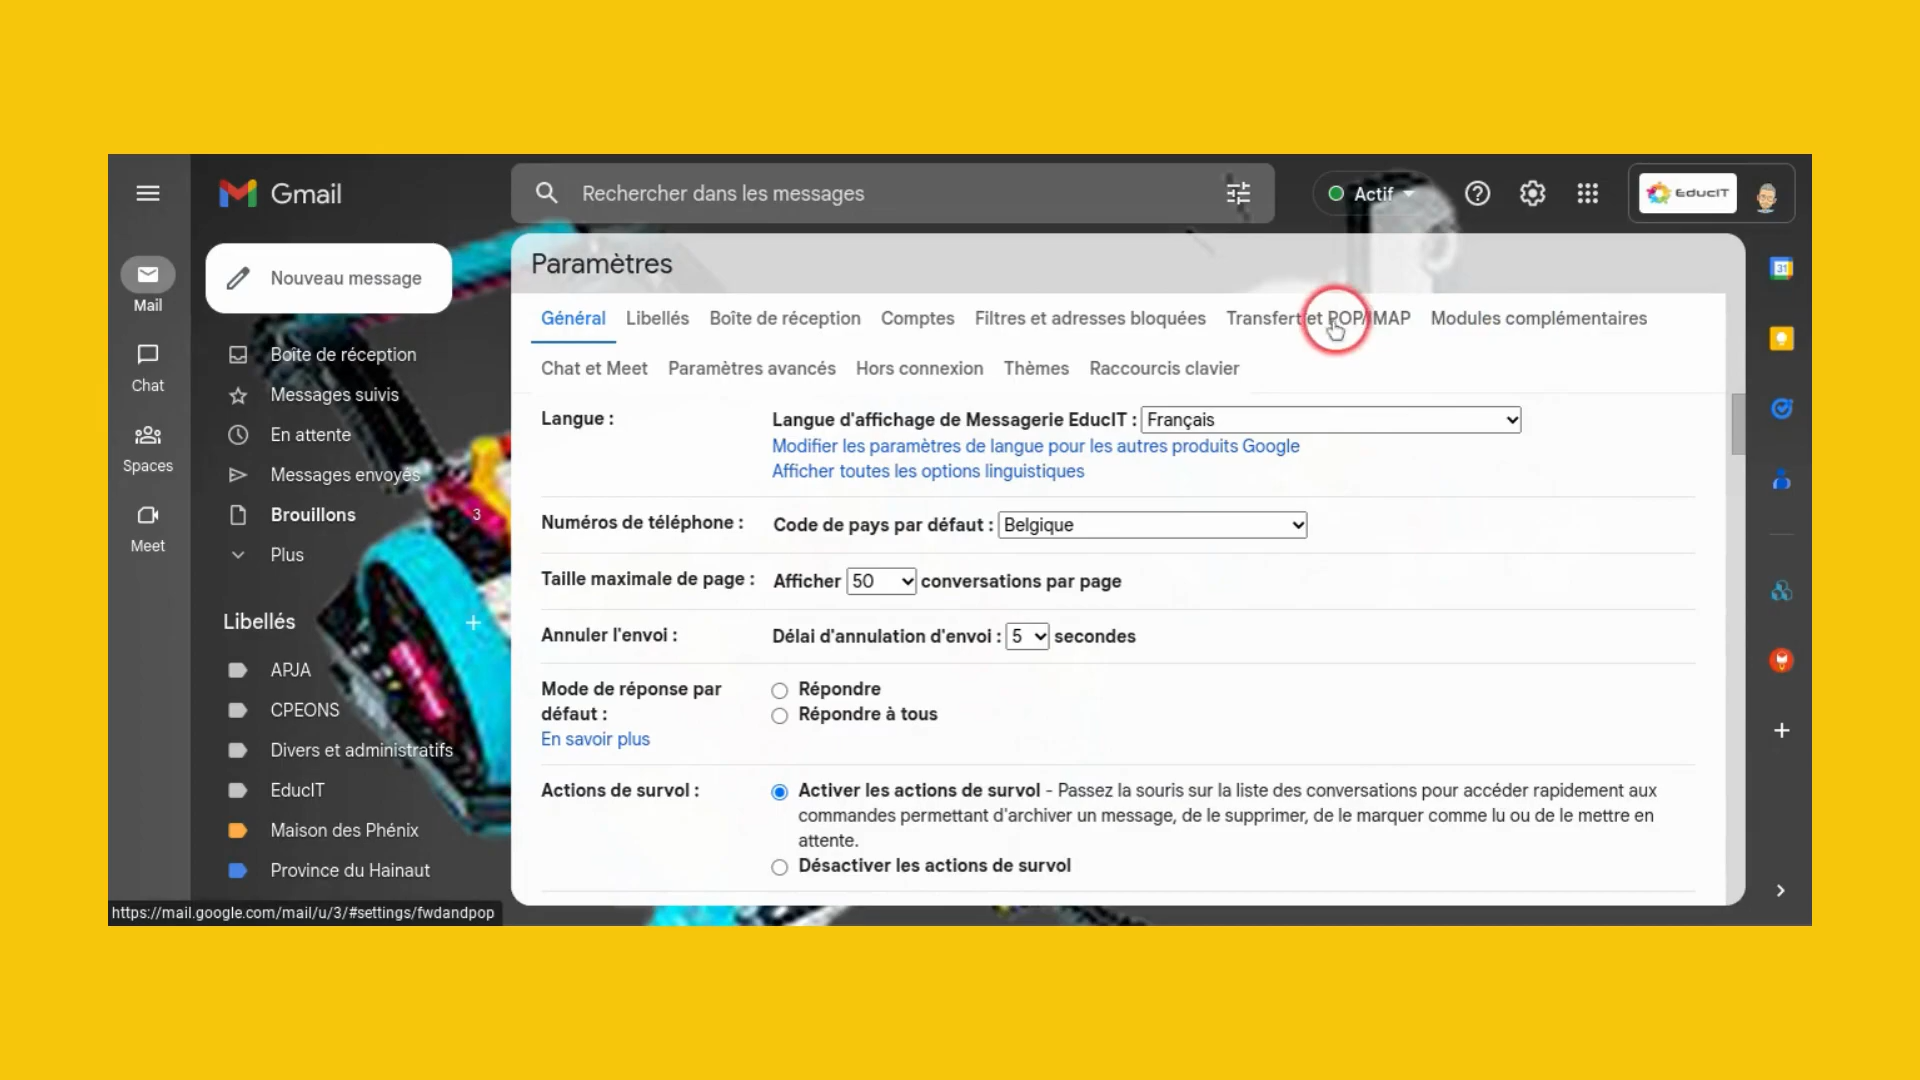 Gmail
Rechercher dans les messages
Actif
EDUCIT
Mail
Chat
Spaces
Meet
Nouveau message
Boîte de réception
Messages suivis
En attente
Messages envoyés
Brouillons 3
Plus
Libellés
APJA
CPEONS
Divers et administratifs
EducIT
Maison des Phénix
Province du Hainaut
Paramètres
Général Libellés Boîte de réception Comptes Filtres et adresses bloquées Transfert et POP/IMAP Modules complémentaires
Chat et Meet Paramètres avancés Hors connexion Thèmes Raccourcis clavier
Langue : Langue d'affichage de Messagerie EducIT : Français
Modifier les paramètres de langue pour les autres produits Google
Afficher toutes les options linguistiques
Numéros de téléphone : Code de pays par défaut : Belgique
Taille maximale de page : Afficher 50 conversations par page
Annuler l'envoi : Délai d'annulation d'envoi : 5 secondes
Mode de réponse par défaut :
En savoir plus
Répondre
Répondre à tous
Actions de survol : Activer les actions de survol - Passez la souris sur la liste des conversations pour accéder rapidement aux
commandes permettant d'archiver un message, de le supprimer, de le marquer comme lu ou de le mettre en
attente.
Désactiver les actions de survol
31
https://mail.google.com/mail/u/3/#settings/fwdandpop